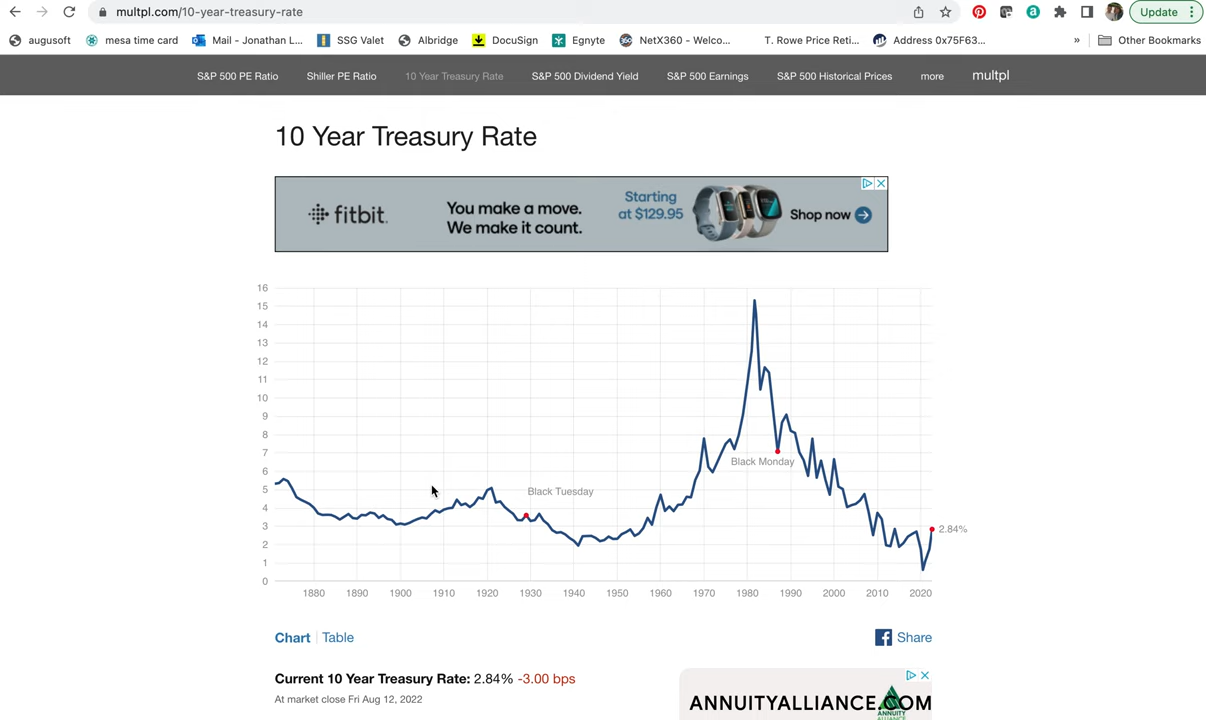 multpl.com/10-year-treasury-rate
Update
augusoft
mesa time card
Mail - Jonathan L...
SSG Valet
Albridge
DocuSign
Egnyte
NetX360 - Welco...
T. Rowe Price Reti...
Address 0x75F63...
»
Other Bookmarks
S&P 500 PE Ratio
Shiller PE Ratio
10 Year Treasury Rate
S&P 500 Dividend Yield
S&P 500 Earnings
S&P 500 Historical Prices
more
multpl
10 Year Treasury Rate
fitbit.
You make a move.
We make it count.
Starting
at $129.95
Shop now
16
15
14
13
12
11
10
9
8
7
6
5
4
3
2
1
0
Black Tuesday
Black Monday
2.84%
1880
1890
1900
1910
1920
1930
1940
1950
1960
1970
1980
1990
2000
2010
2020
Chart
Table
Share
Current 10 Year Treasury Rate: 2.84% -3.00 bps
At market close Fri Aug 12, 2022
ANNUITYALLIANCE.COM
ANNUITY